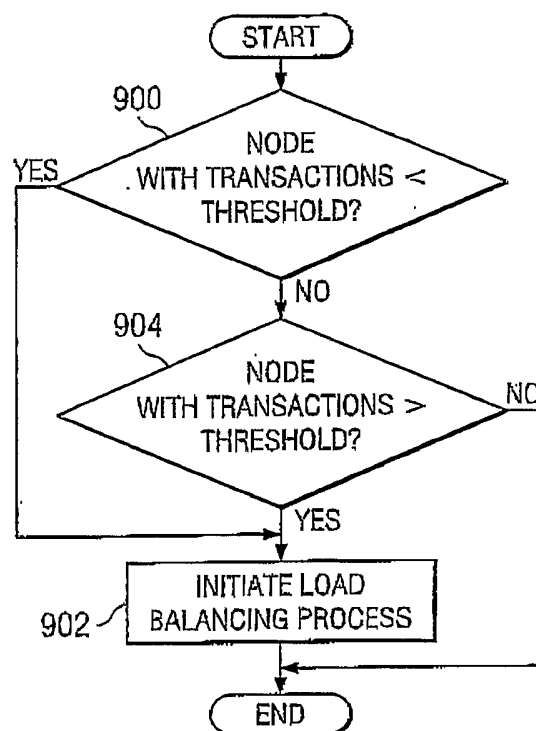 START
900
NODE
WITH TRANSACTIONS <
THRESHOLD?
YES
NO
904
NODE
WITH TRANSACTIONS >
THRESHOLD?
NO
YES
INITIATE LOAD
BALANCING PROCESS
902
END